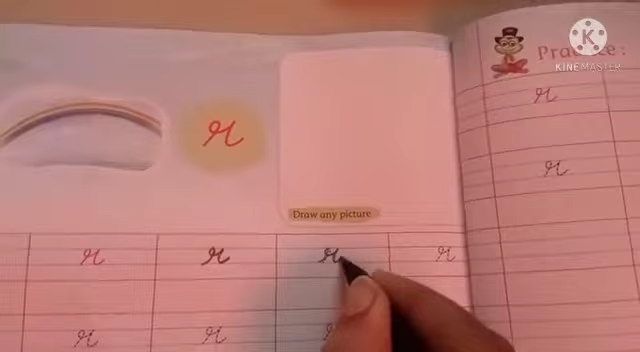 Practice:
KINEMASTER
r
r
r
Draw any picture
r r r r
r r